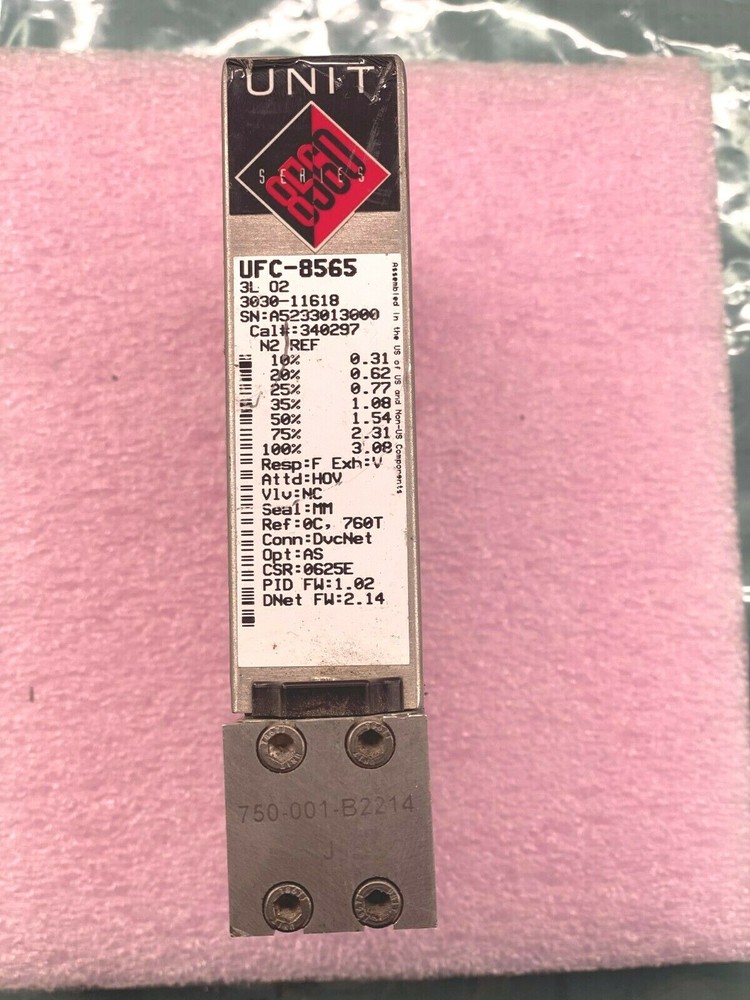 UNIT
8560
SERIES
UFC-8565
3L O2
3030-11618
SN:A5233013000
Cal#:340297
N2 REF
10% 0.31
20% 0.62
25% 0.77
35% 1.08
50% 1.54
75% 2.31
100% 3.08
Resp:F Exh:V
Attd:HOV
Vlv:NC
Seal:MM
Ref:0C, 760T
Conn:DvcNet
Opt:AS
CSR:0625E
PID FW:1.02
DNet FW:2.14
Assembled in the US of US and Non-US Components
750-001-B2214
J